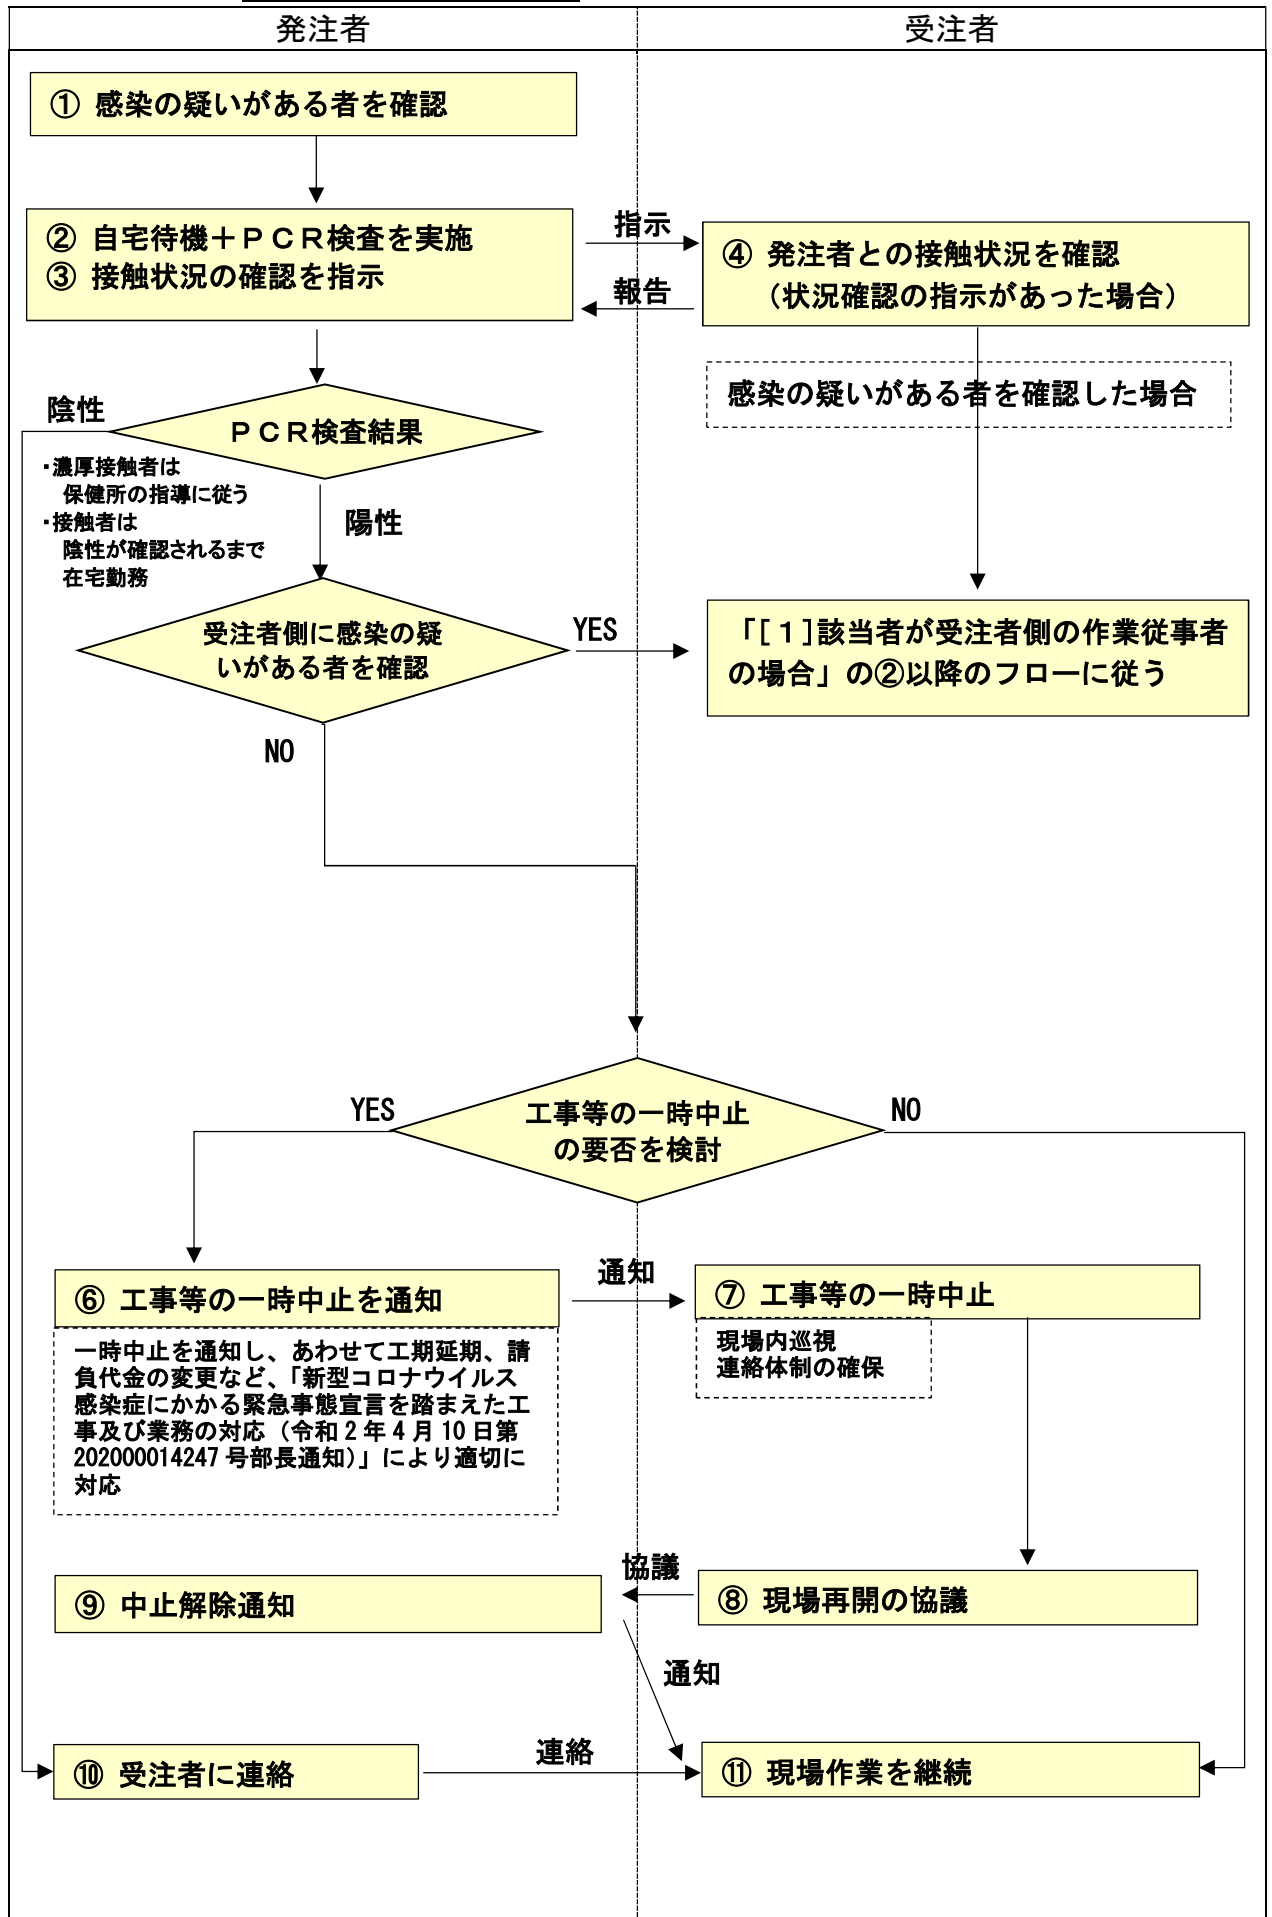 発注者
受注者
① 感染の疑いがある者を確認
② 自宅待機＋ＰＣＲ検査を実施
③ 接触状況の確認を指示
指示
報告
④ 発注者との接触状況を確認
（状況確認の指示があった場合）
感染の疑いがある者を確認した場合
陰性
ＰＣＲ検査結果
・濃厚接触者は
保健所の指導に従う
・接触者は
陰性が確認されるまで
在宅勤務
陽性
受注者側に感染の疑
いがある者を確認
YES
「[１]該当者が受注者側の作業従事者
の場合」の②以降のフローに従う
NO
工事等の一時中止
の要否を検討
YES
NO
⑥ 工事等の一時中止を通知
通知
⑦ 工事等の一時中止
一時中止を通知し、あわせて工期延期、請
負代金の変更など、「新型コロナウイルス
感染症にかかる緊急事態宣言を踏まえた工
事及び業務の対応（令和２年４月 10 日第
202000014247 号部長通知)」により適切に
対応
現場内巡視
連絡体制の確保
協議
⑨ 中止解除通知
⑧ 現場再開の協議
通知
⑩ 受注者に連絡
連絡
⑪ 現場作業を継続